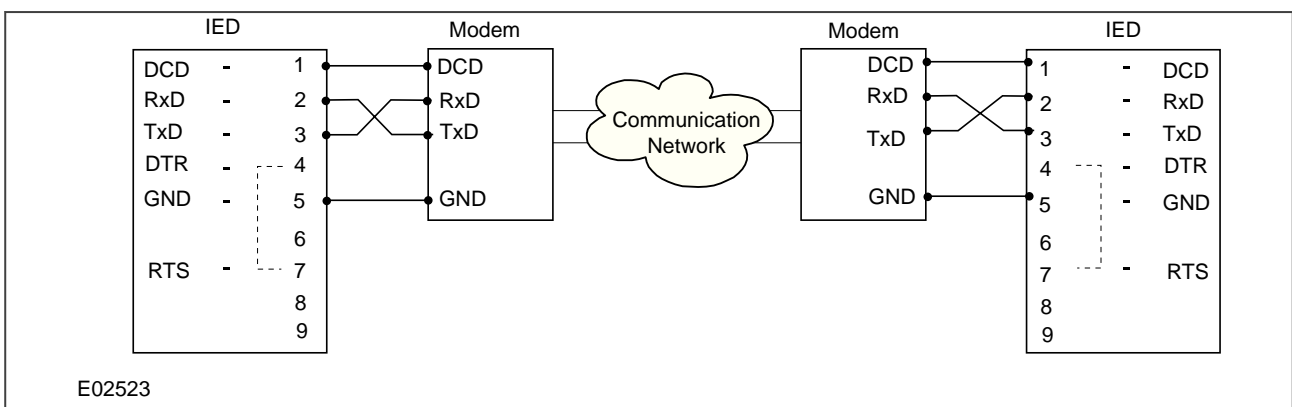 IED Modem Modem IED
DCD - 1 DCD DCD 1 - DCD
RxD - 2 RxD RxD 2 - RxD
TxD - 3 TxD TxD 3 - TxD
Communication
Network
DTR 4 4 - DTR
GND - 5 GND GND 5 - GND
6 6
RTS - 7 7 - RTS
8 8
9 9
E02523